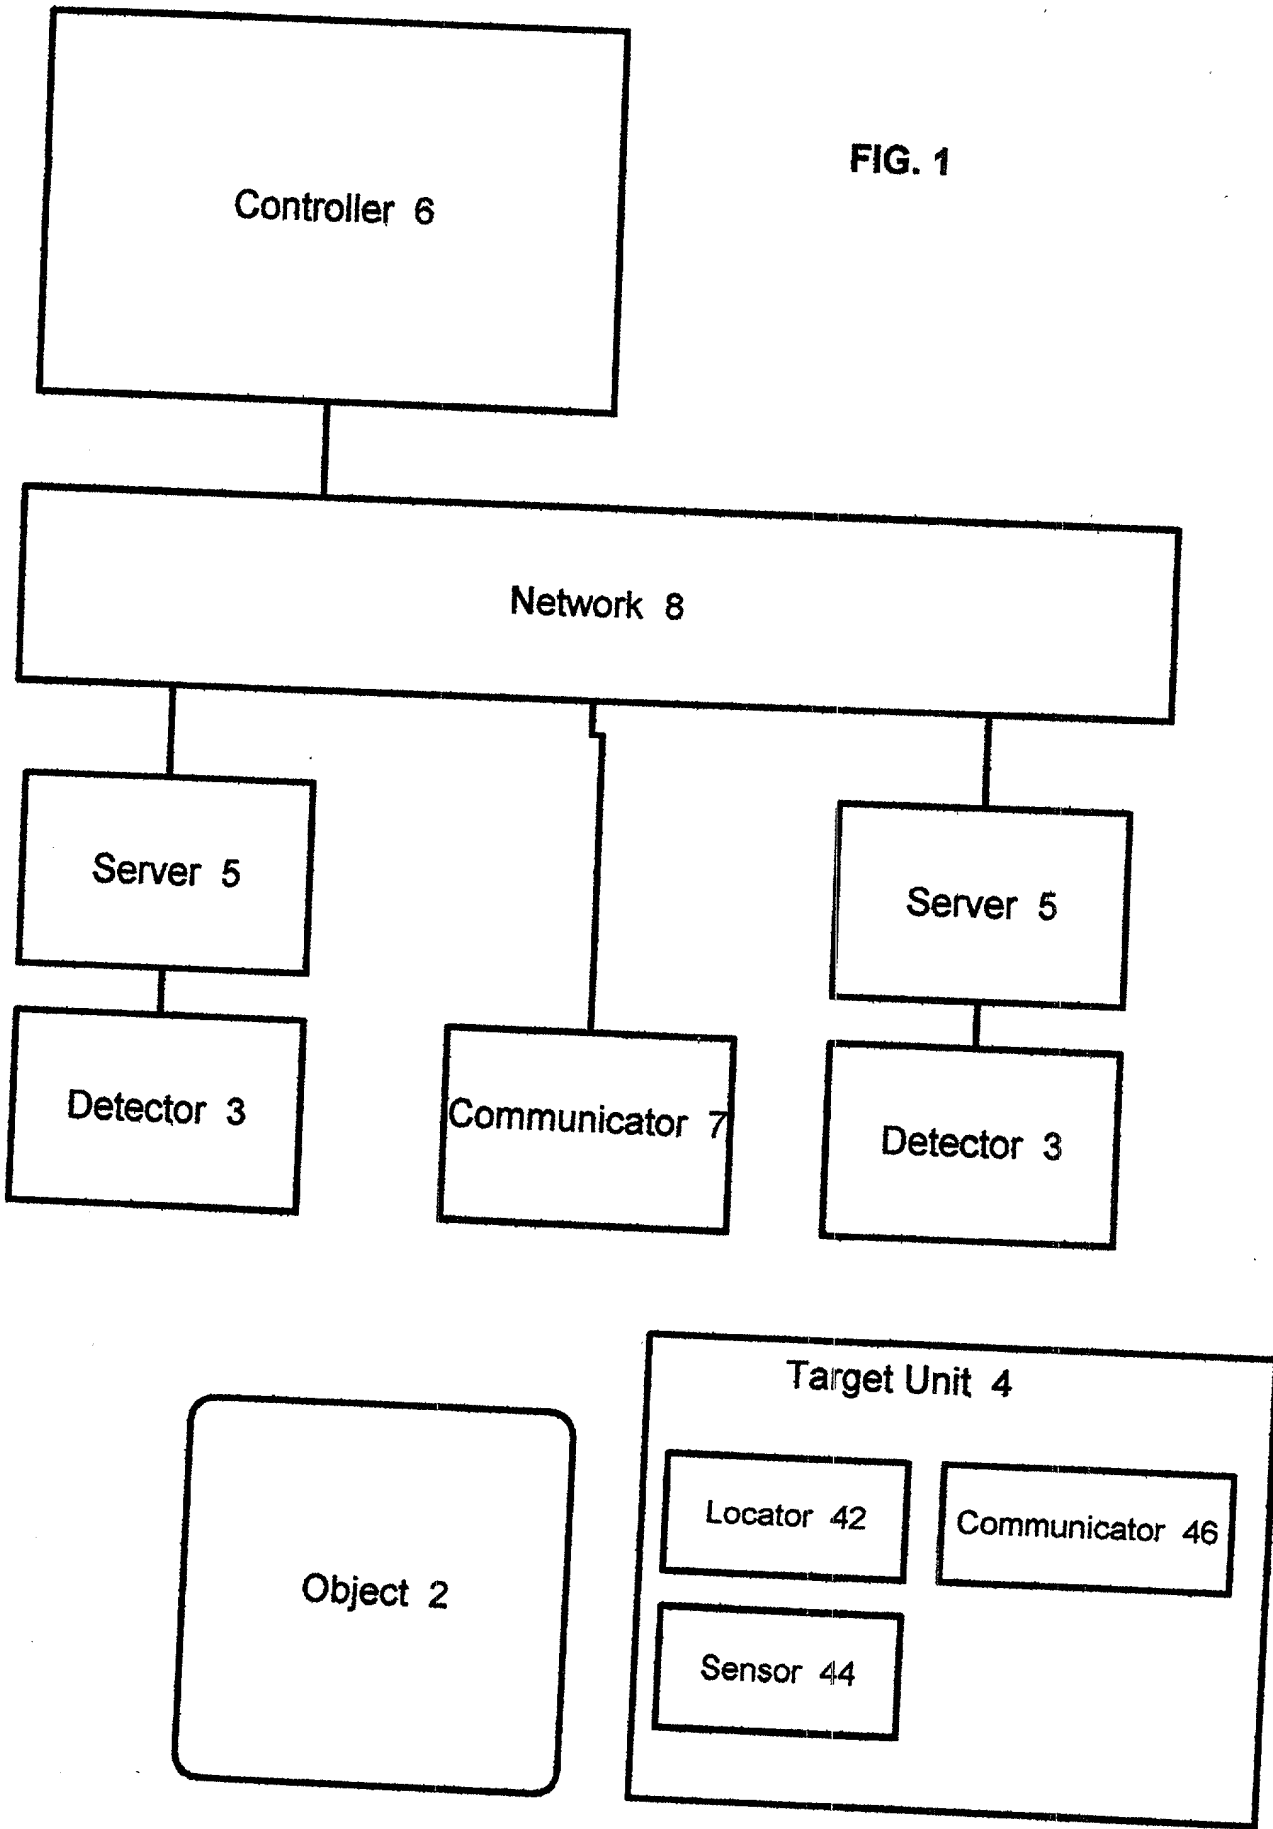 FIG. 1
Controller 6
Network 8
Server 5
Server 5
Detector 3
Communicator 7
Detector 3
Target Unit 4
Locator 42
Communicator 46
Object 2
Sensor 44